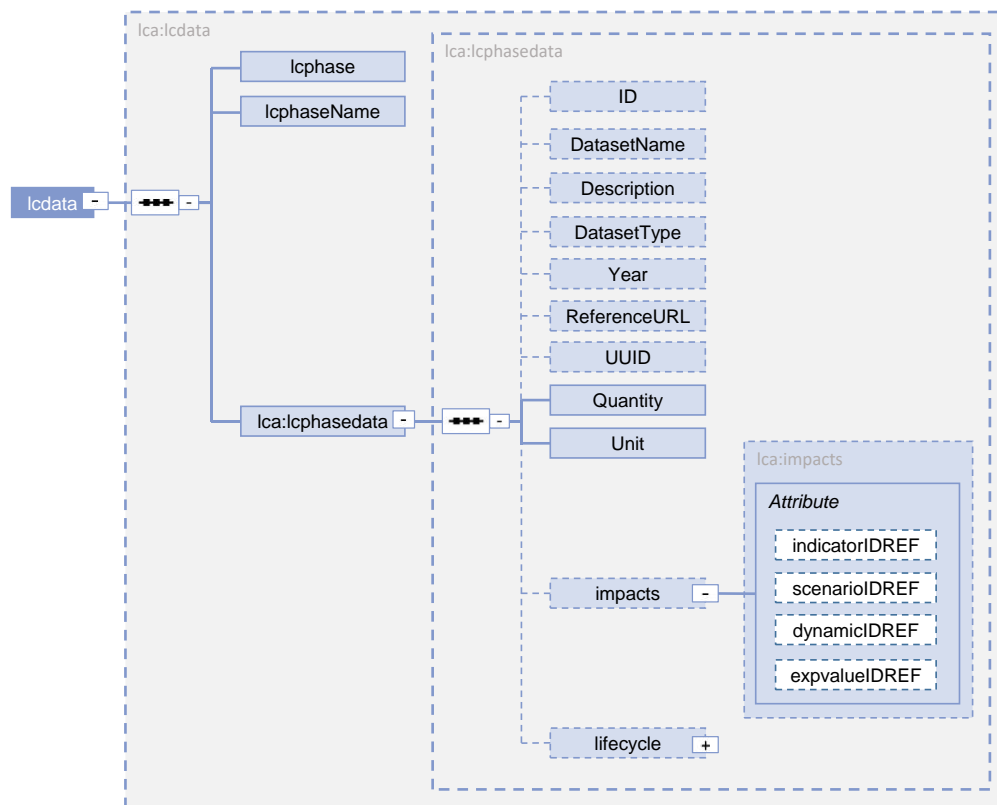 lca:lcdata
lca:lcphasedata
lcphase
lcphaseName
lcdata
lca:lcphasedata
ID
DatasetName
Description
DatasetType
Year
ReferenceURL
UUID
Quantity
Unit
impacts
lifecycle
lca:impacts
Attribute
indicatorIDREF
scenarioIDREF
dynamicIDREF
expvalueIDREF